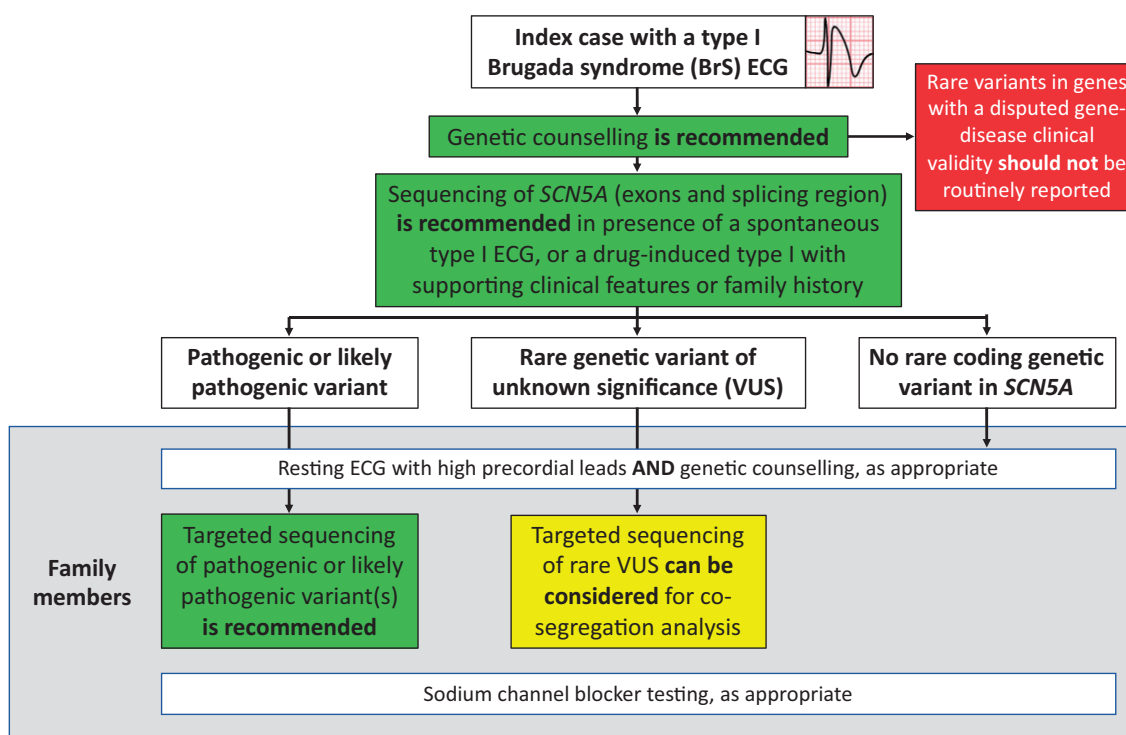 Index case with a type I
Brugada syndrome (BrS) ECG
Rare variants in genes
with a disputed gene-
disease clinical
validity should not be
routinely reported
Genetic counselling is recommended
Sequencing of SCN5A (exons and splicing region)
is recommended in presence of a spontaneous
type I ECG, or a drug-induced type I with
supporting clinical features or family history
Pathogenic or likely
pathogenic variant
Rare genetic variant of
unknown significance (VUS)
No rare coding genetic
variant in SCN5A
Resting ECG with high precordial leads AND genetic counselling, as appropriate
Family
members
Targeted sequencing
of pathogenic or likely
pathogenic variant(s)
is recommended
Targeted sequencing
of rare VUS can be
considered for co-
segregation analysis
Sodium channel blocker testing, as appropriate